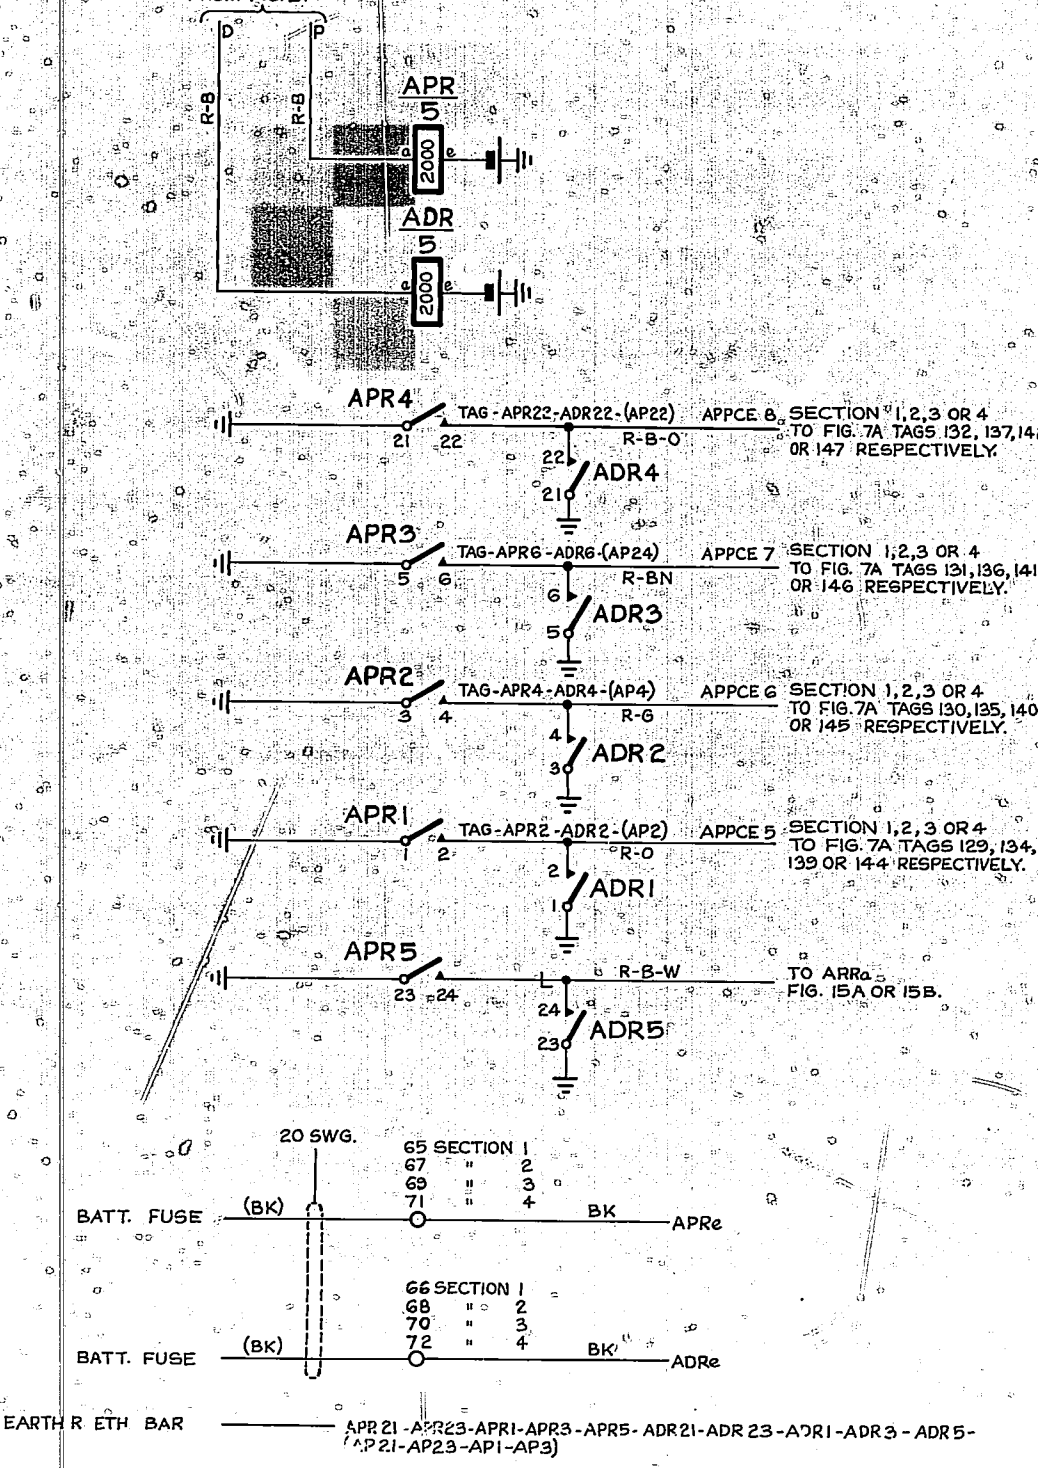 D P
R-B R-B
APR
5
a 2000 e
ADR
5
a 2000 e
APR4
21 22
TAG-APR22-ADR22-(AP22) APPCE 8
R-B-O
SECTION 1,2,3 OR 4
TO FIG. 7A TAGS 132, 137,
OR 147 RESPECTIVELY.
22
21
ADR4
APR3
5 6
TAG-APR6-ADR6-(AP24) APPCE 7
R-BN
SECTION 1,2,3 OR 4
TO FIG. 7A TAGS 131,136,141
OR 146 RESPECTIVELY.
6
5
ADR3
APR2
3 4
TAG-APR4-ADR4-(AP4) APPCE 6
R-G
SECTION 1,2,3 OR 4
TO FIG.7A TAGS 130,135,140
OR 145 RESPECTIVELY.
4
3
ADR2
APR1
1 2
TAG-APR2-ADR2-(AP2) APPCE 5
R-O
SECTION 1,2,3 OR 4
TO FIG. 7A TAGS 129, 134,
139 OR 144 RESPECTIVELY.
2
1
ADR1
APR5
23 24
L
R-B-W
TO ARRa
FIG. 15A OR 15B.
24
23
ADR5
20 SWG.
65 SECTION 1
67 " 2
69 " 3
71 " 4
BATT. FUSE (BK) BK APRe
66 SECTION 1
68 " 2
70 " 3
72 " 4
BATT. FUSE (BK) BK ADRe
EARTH R ETH BAR APR21-APR23-APR1-APR3-APR5-ADR21-ADR23-ADR1-ADR3-ADR5-
(AP21-AP23-AP1-AP3)